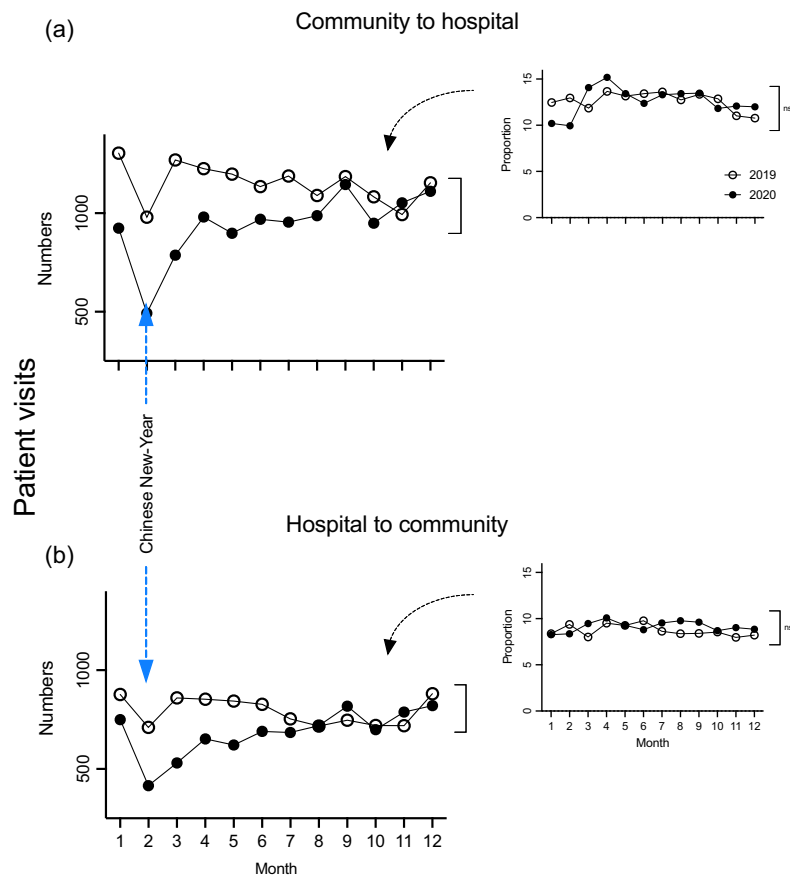 (a)
Community to hospital
Numbers
1000
500
Proportion
15
10
5
0
ns
2019
2020
Patient visits
Chinese New-Year
(b)
Hospital to community
Numbers
1000
500
1 2 3 4 5 6 7 8 9 10 11 12
Month
Proportion
15
10
5
0
ns
1 2 3 4 5 6 7 8 9 10 11 12
Month